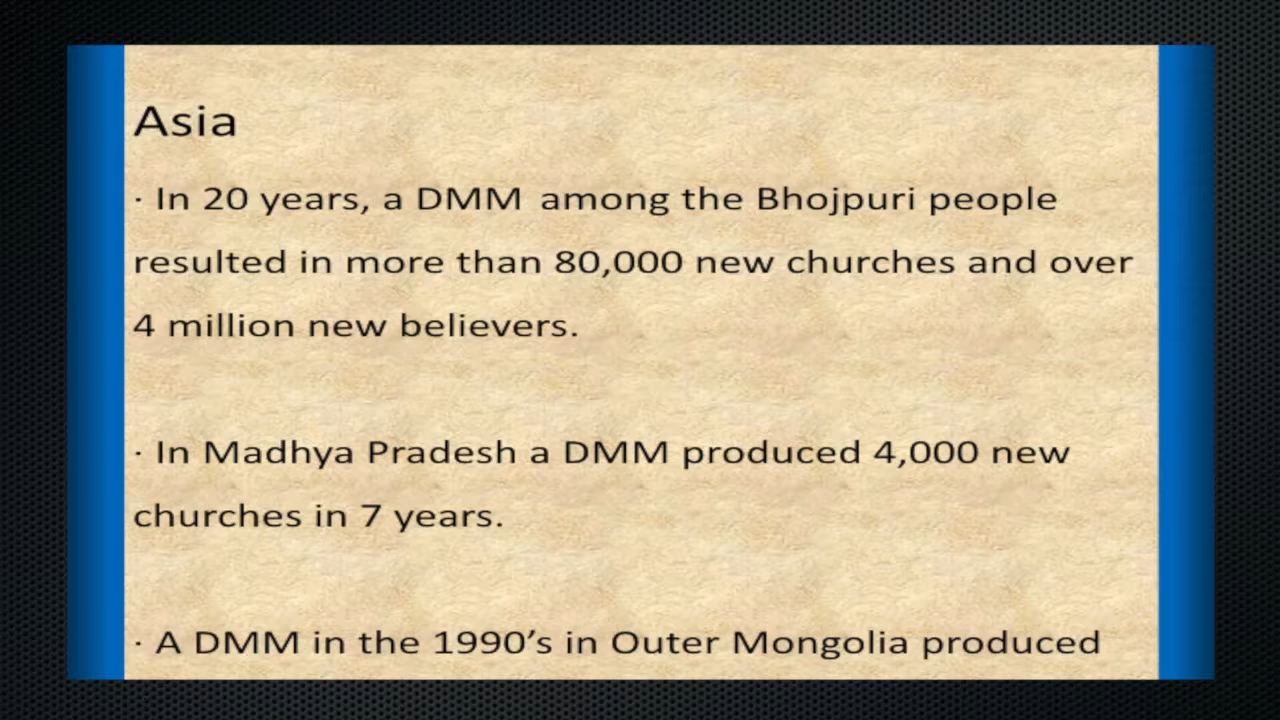 Asia
· In 20 years, a DMM among the Bhojpuri people
resulted in more than 80,000 new churches and over
4 million new believers.
· In Madhya Pradesh a DMM produced 4,000 new
churches in 7 years.
· A DMM in the 1990’s in Outer Mongolia produced